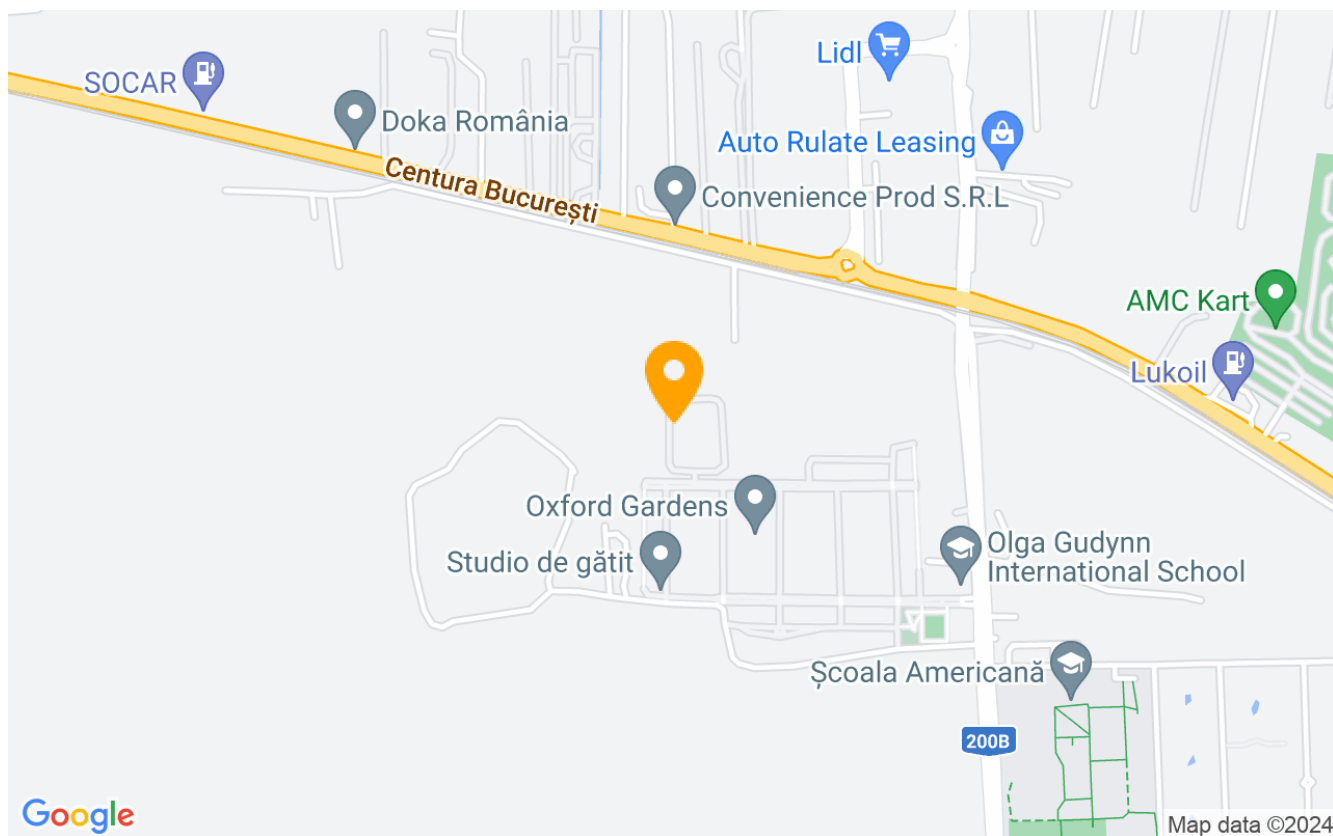 SOCAR
Doka România
Centura București
Lidl
Auto Rulate Leasing
Convenience Prod S.R.L
AMC Kart
Lukoil
Oxford Gardens
Studio de gătit
Olga Gudynn
International School
Școala Americană
200B
Google
Map data ©2024